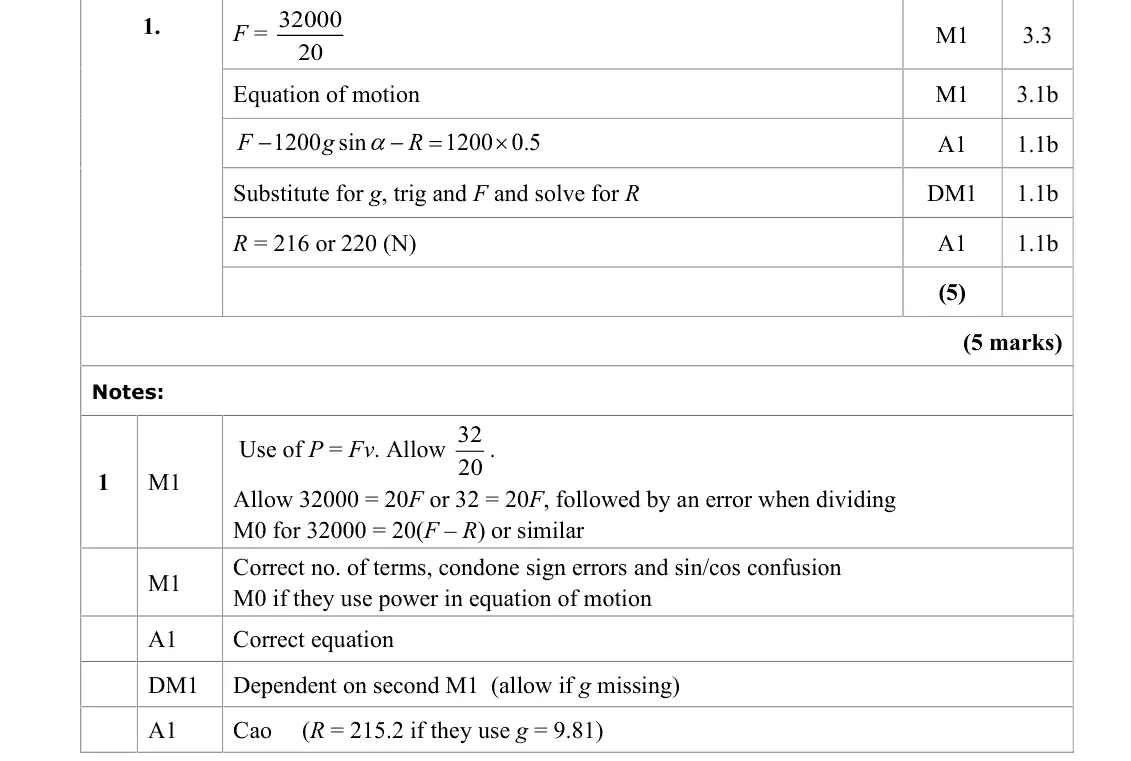 1. F = 32000/20 M1 3.3
Equation of motion M1 3.1b
F − 1200g sin α − R = 1200 × 0.5 A1 1.1b
Substitute for g, trig and F and solve for R DM1 1.1b
R = 216 or 220 (N) A1 1.1b
(5)
(5 marks)
Notes:
1 M1 Use of P = Fv. Allow 32/20.
Allow 32000 = 20F or 32 = 20F, followed by an error when dividing
M0 for 32000 = 20(F – R) or similar
M1 Correct no. of terms, condone sign errors and sin/cos confusion
M0 if they use power in equation of motion
A1 Correct equation
DM1 Dependent on second M1 (allow if g missing)
A1 Cao (R = 215.2 if they use g = 9.81)